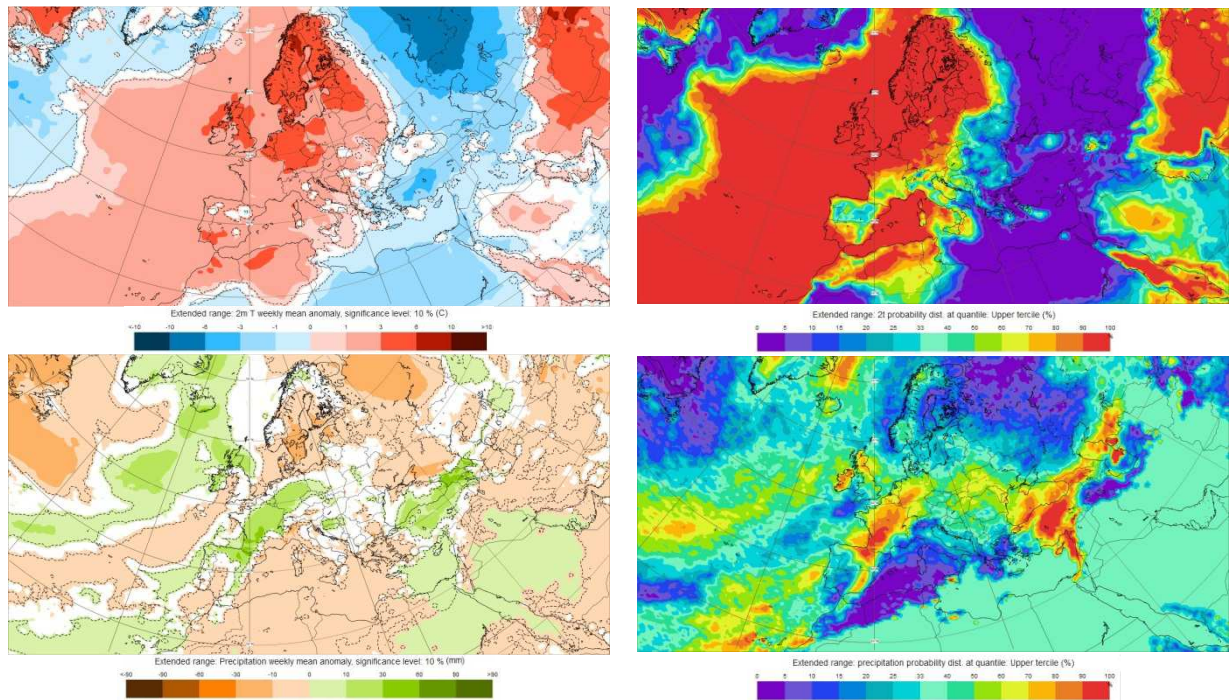 Extended range: 2m T weekly mean anomaly, significance level: 10 % (C)
<-10 -10 -6 -3 -1 0 1 3 6 10 >10
Extended range: 2t probability dist. at quantile: Upper tercile (%)
0 5 10 20 25 33 40 50 60 70 80 90 100
%
Extended range: Precipitation weekly mean anomaly, significance level: 10 % (mm)
<-90 -90 -60 -30 -10 0 10 30 60 90 >90
Extended range: precipitation probability dist. at quantile: Upper tercile (%)
0 5 10 20 25 33 40 50 60 70 80 90 100
%